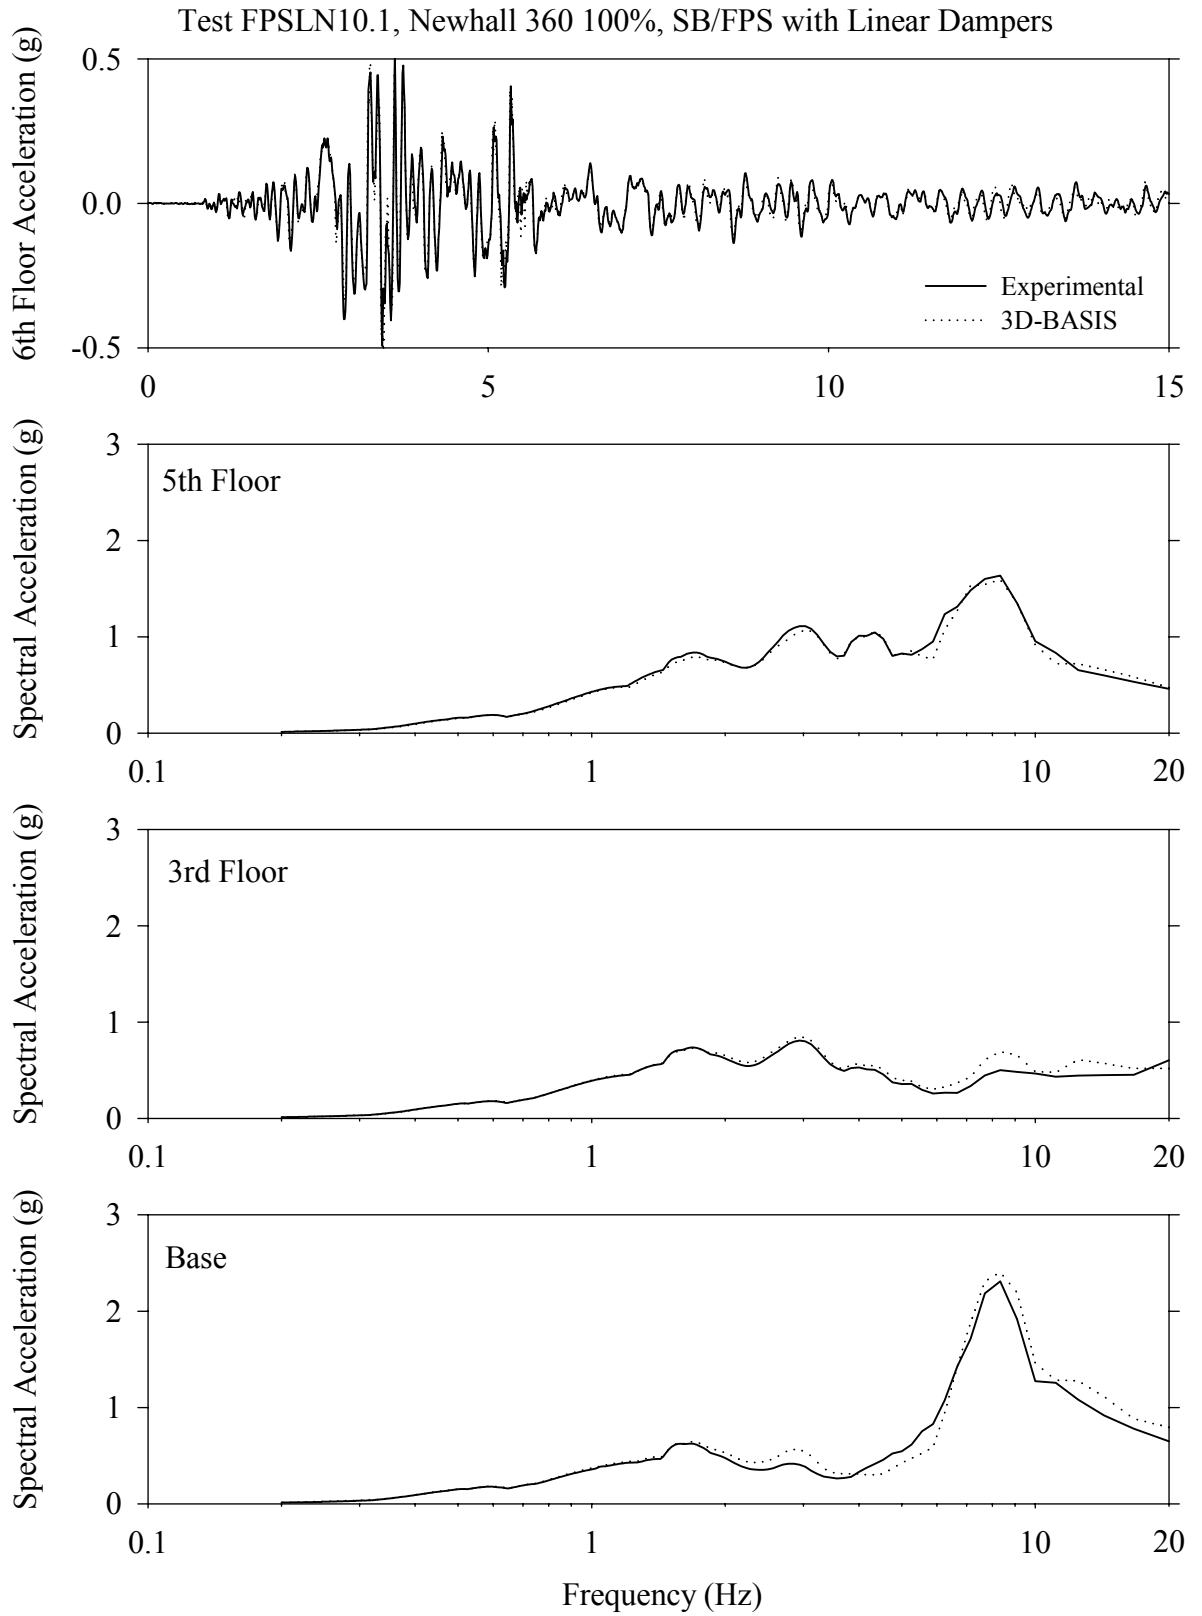 Test FPSLN10.1, Newhall 360 100%, SB/FPS with Linear Dampers
6th Floor Acceleration (g)
0.5
0.0
-0.5
Experimental
3D-BASIS
0 5 10 15
Spectral Acceleration (g)
3
5th Floor
2
1
0
0.1 1 10 20
Spectral Acceleration (g)
3
3rd Floor
2
1
0
0.1 1 10 20
Spectral Acceleration (g)
3
Base
2
1
0
0.1 1 10 20
Frequency (Hz)